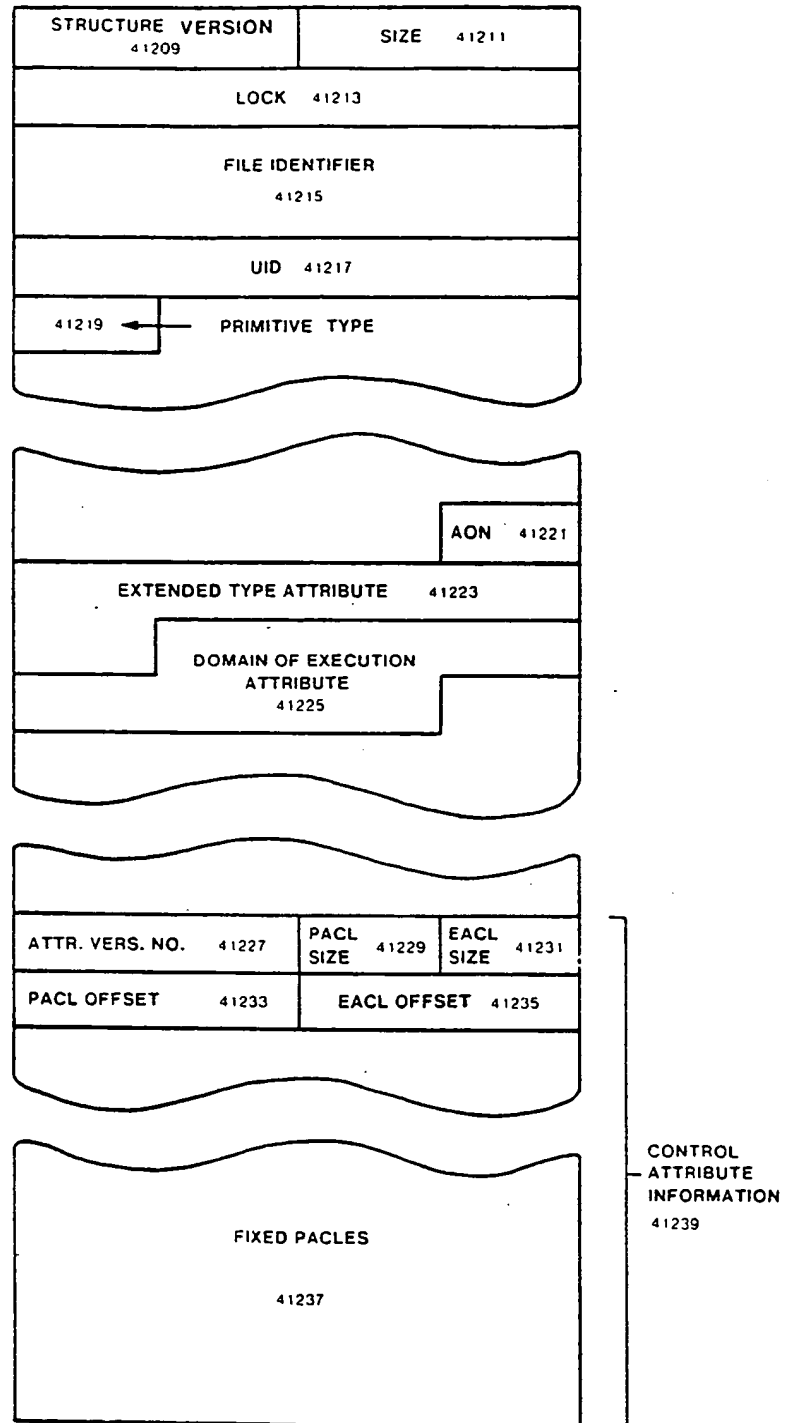 STRUCTURE VERSION
41209
SIZE 41211
LOCK 41213
FILE IDENTIFIER
41215
UID 41217
41219 PRIMITIVE TYPE
AON 41221
EXTENDED TYPE ATTRIBUTE 41223
DOMAIN OF EXECUTION
ATTRIBUTE
41225
ATTR. VERS. NO. 41227
PACL
SIZE 41229
EACL
SIZE 41231
PACL OFFSET 41233
EACL OFFSET 41235
FIXED PACLES
41237
CONTROL
ATTRIBUTE
INFORMATION
41239